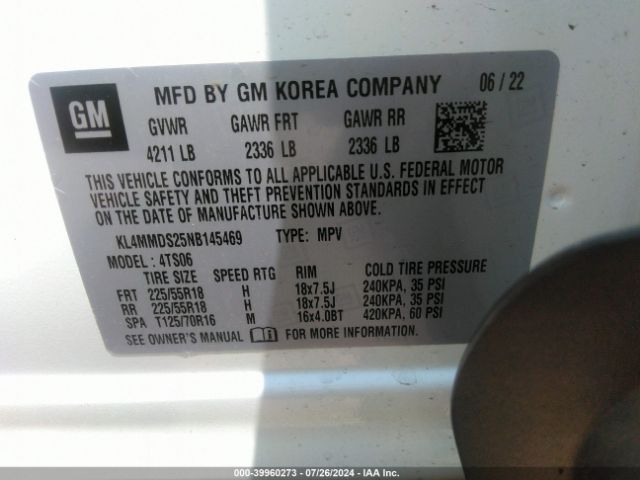 GM
MFD BY GM KOREA COMPANY 06 / 22
GVWR GAWR FRT GAWR RR
4211 LB 2336 LB 2336 LB
THIS VEHICLE CONFORMS TO ALL APPLICABLE U.S. FEDERAL MOTOR
VEHICLE SAFETY AND THEFT PREVENTION STANDARDS IN EFFECT
ON THE DATE OF MANUFACTURE SHOWN ABOVE.
KL4MMDS25NB145469 TYPE: MPV
MODEL: 4TS06
TIRE SIZE SPEED RTG RIM COLD TIRE PRESSURE
FRT 225/55R18 H 18x7.5J 240KPA, 35 PSI
RR 225/55R18 H 18x7.5J 240KPA, 35 PSI
SPA T125/70R16 M 16x4.0BT 420KPA, 60 PSI
SEE OWNER'S MANUAL FOR MORE INFORMATION
000-39960273 - 07/26/2024 - IAA Inc.